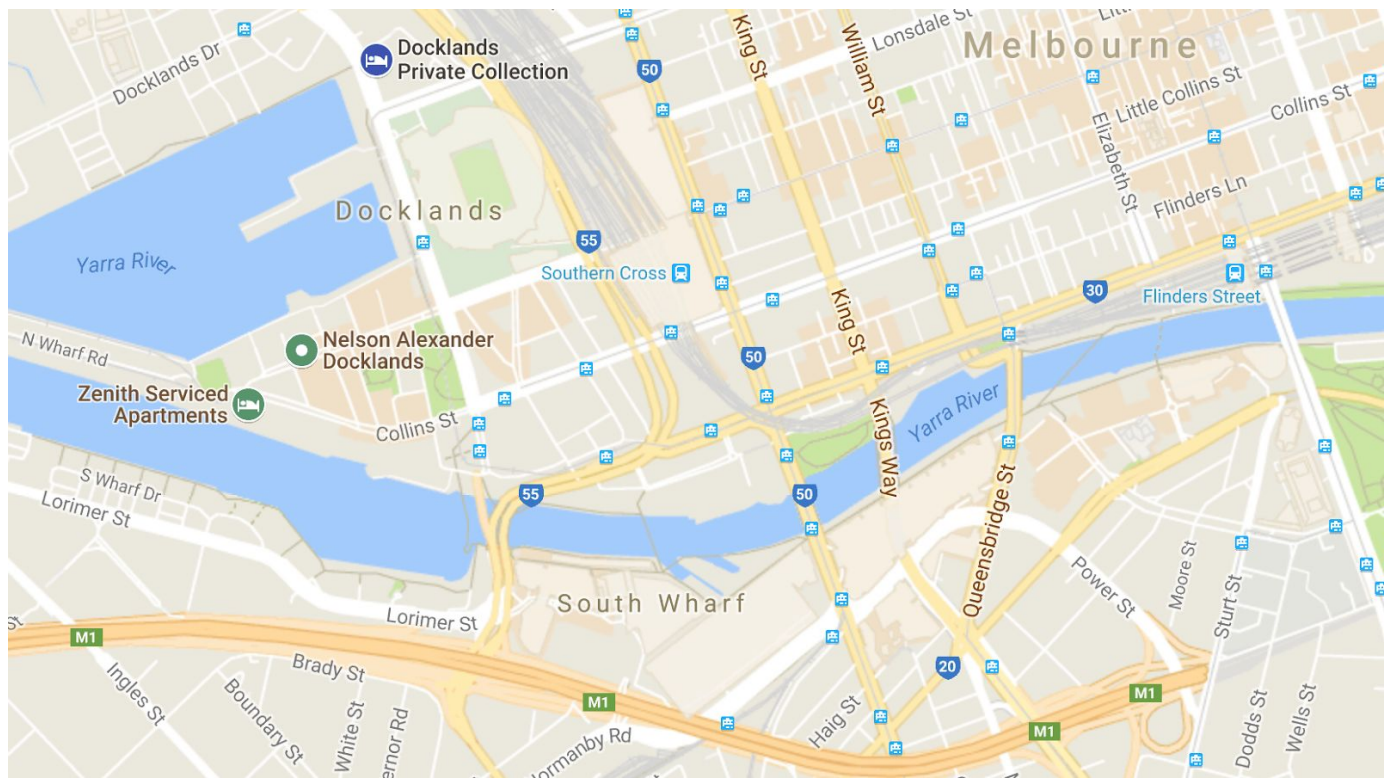 Docklands Dr
Docklands
Private Collection
50
King St
William St
Lonsdale St
Melbourne
Little Collins St
Collins St
Elizabeth St
Flinders Ln
Docklands
Yarra River
55
Southern Cross
King St
30
Flinders Street
N Wharf Rd
Nelson Alexander
Docklands
50
Zenith Serviced
Apartments
Collins St
Kings Way
Yarra River
S Wharf Dr
Lorimer St
55
50
Queensbridge St
Power St
Moore St
Sturt St
South Wharf
Lorimer St
St
M1
Brady St
Ingles St
Boundary St
White St
ernor Rd
M1
ormanby Rd
Haig St
20
M1
M1
Dodds St
Wells St